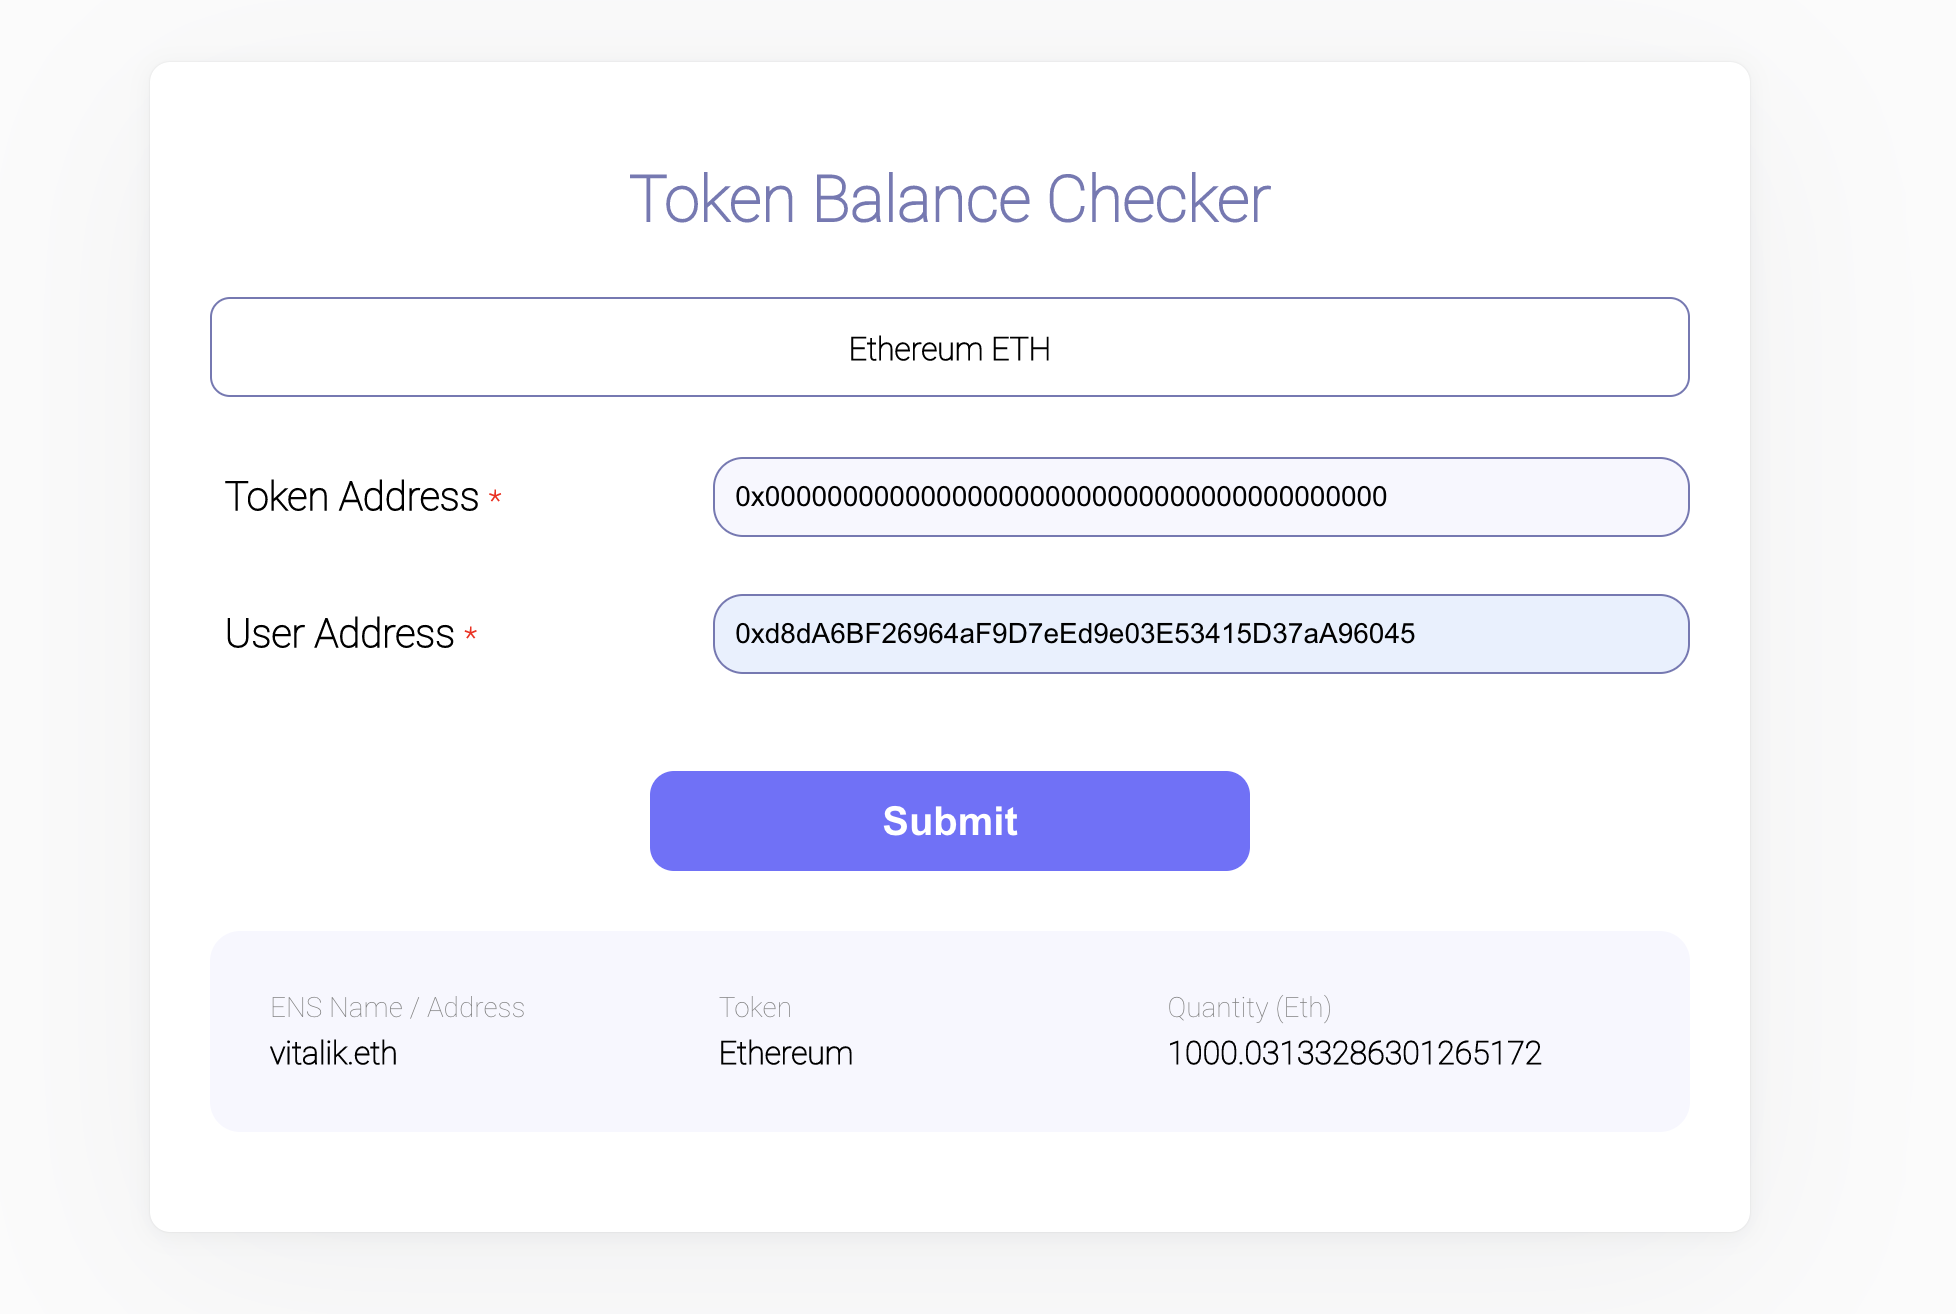 Token Balance Checker
Ethereum ETH
Token Address *
0x0000000000000000000000000000000000000000
User Address *
0xd8dA6BF26964aF9D7eEd9e03E53415D37aA96045
Submit
ENS Name / Address
vitalik.eth
Token
Ethereum
Quantity (Eth)
1000.03133286301265172